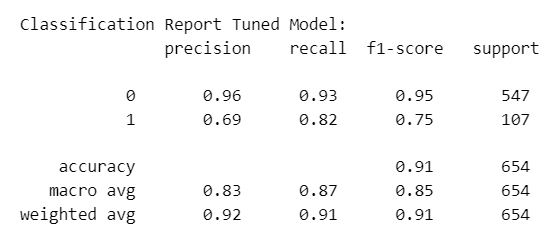 Classification Report Tuned Model:
precision recall f1-score support
0 0.96 0.93 0.95 547
1 0.69 0.82 0.75 107
accuracy 0.91 654
macro avg 0.83 0.87 0.85 654
weighted avg 0.92 0.91 0.91 654